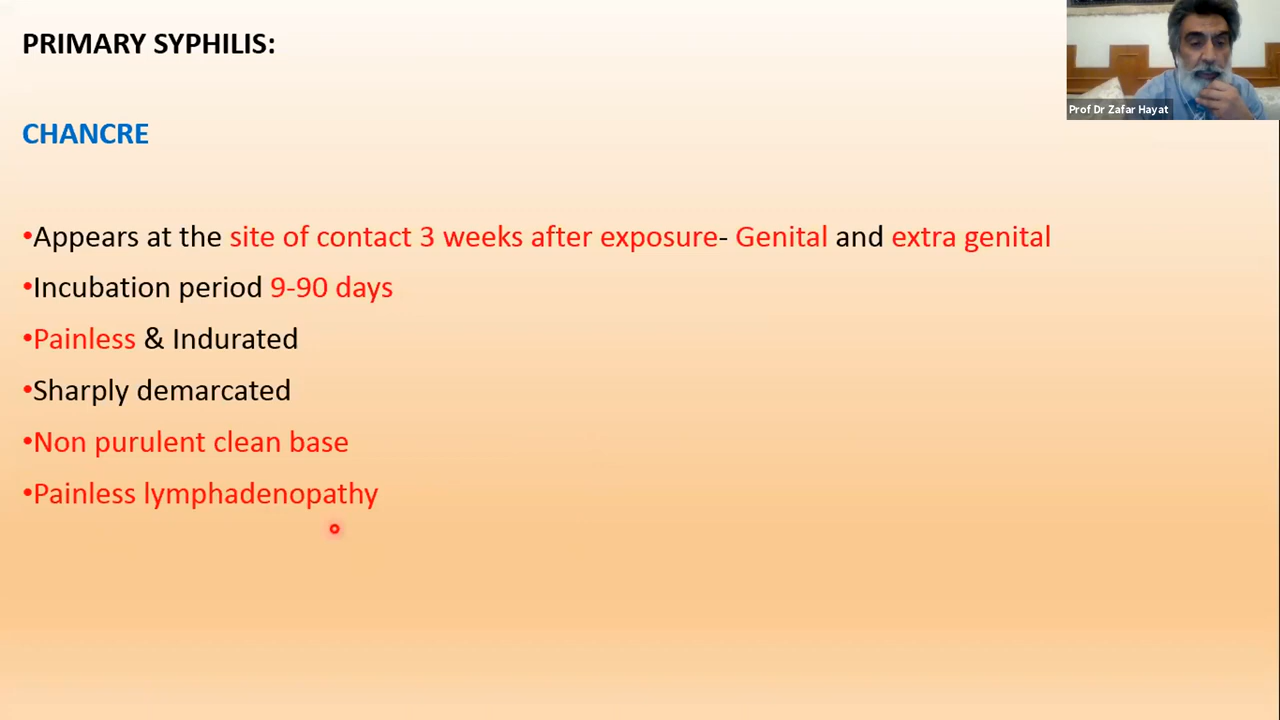 PRIMARY SYPHILIS:
Prof Dr Zafar Hayat
CHANCRE
•Appears at the site of contact 3 weeks after exposure- Genital and extra genital
•Incubation period 9-90 days
•Painless & Indurated
•Sharply demarcated
•Non purulent clean base
•Painless lymphadenopathy